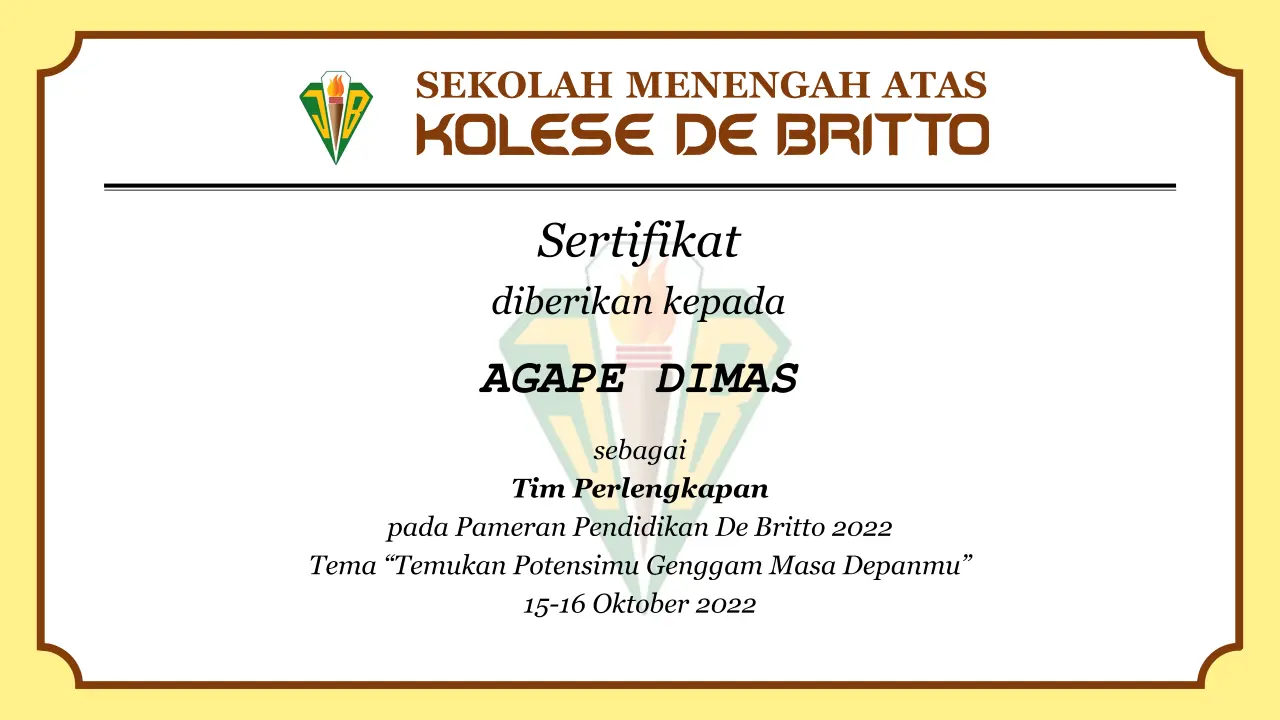 JB
SEKOLAH MENENGAH ATAS
KOLESE DE BRITTO
Sertifikat
diberikan kepada
AGAPE DIMAS
sebagai
Tim Perlengkapan
pada Pameran Pendidikan De Britto 2022
Tema “Temukan Potensimu Genggam Masa Depanmu”
15-16 Oktober 2022